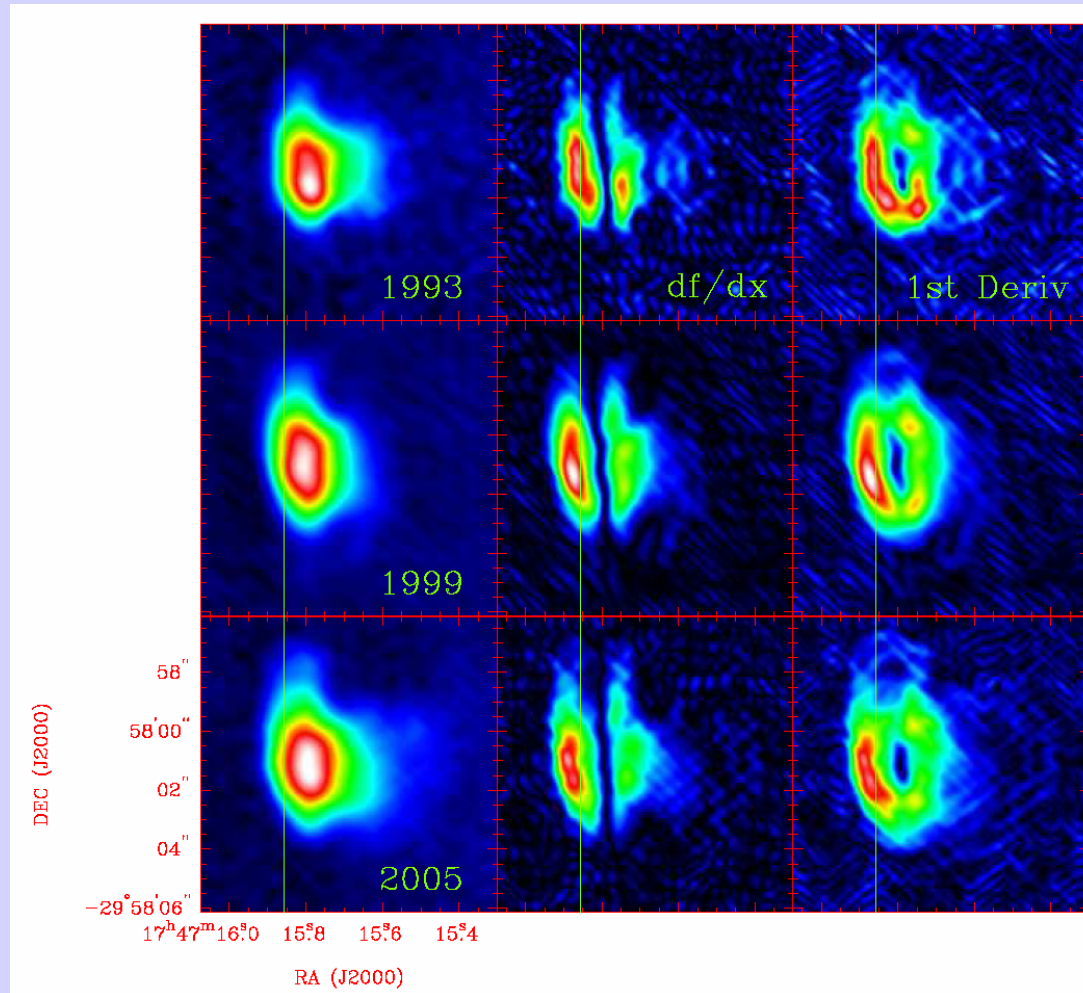 1993
df/dx
1st Deriv
1999
2005
58"
58'00"
02"
04"
-29°58'06"
17ʰ47ᵐ16ˢ.0 15ˢ.8 15ˢ.6 15ˢ.4
DEC (J2000)
RA (J2000)